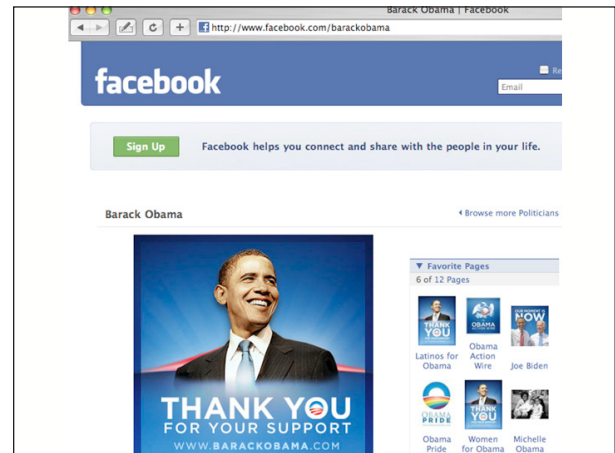 Barack Obama | Facebook
http://www.facebook.com/barackobama
facebook
Email
Sign Up
Facebook helps you connect and share with the people in your life.
Barack Obama
Browse more Politicians
THANK YOU
FOR YOUR SUPPORT
WWW.BARACKOBAMA.COM
Favorite Pages
6 of 12 Pages
THANK
YOU
OBAMA
ACTION
WIRE
NOW
Latinos for
Obama
Obama
Action
Wire
Joe Biden
OBAMA
PRIDE
THANK
YOU
Obama
Pride
Women
for Obama
Michelle
Obama